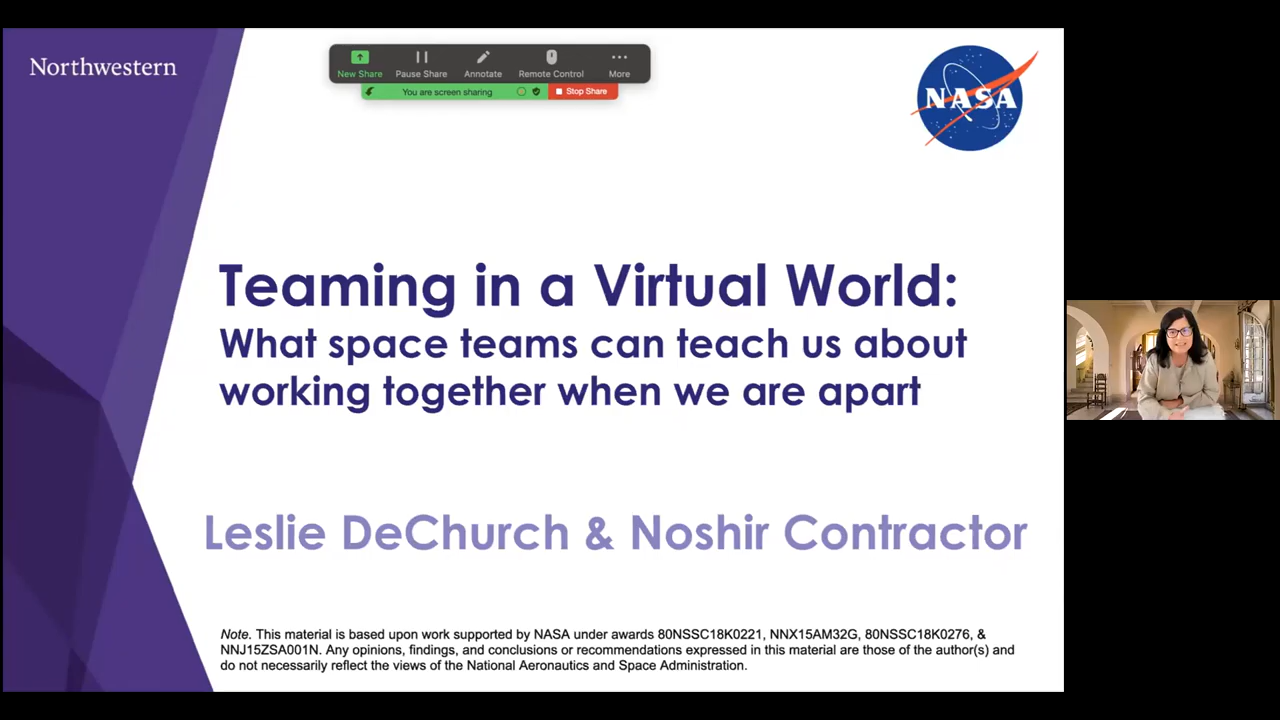 Northwestern
New Share
Pause Share
Annotate
Remote Control
More
You are screen sharing
Stop Share
NASA
Teaming in a Virtual World:
What space teams can teach us about
working together when we are apart
Leslie DeChurch & Noshir Contractor
Note. This material is based upon work supported by NASA under awards 80NSSC18K0221, NNX15AM32G, 80NSSC18K0276, &
NNJ15ZSA001N. Any opinions, findings, and conclusions or recommendations expressed in this material are those of the author(s) and
do not necessarily reflect the views of the National Aeronautics and Space Administration.